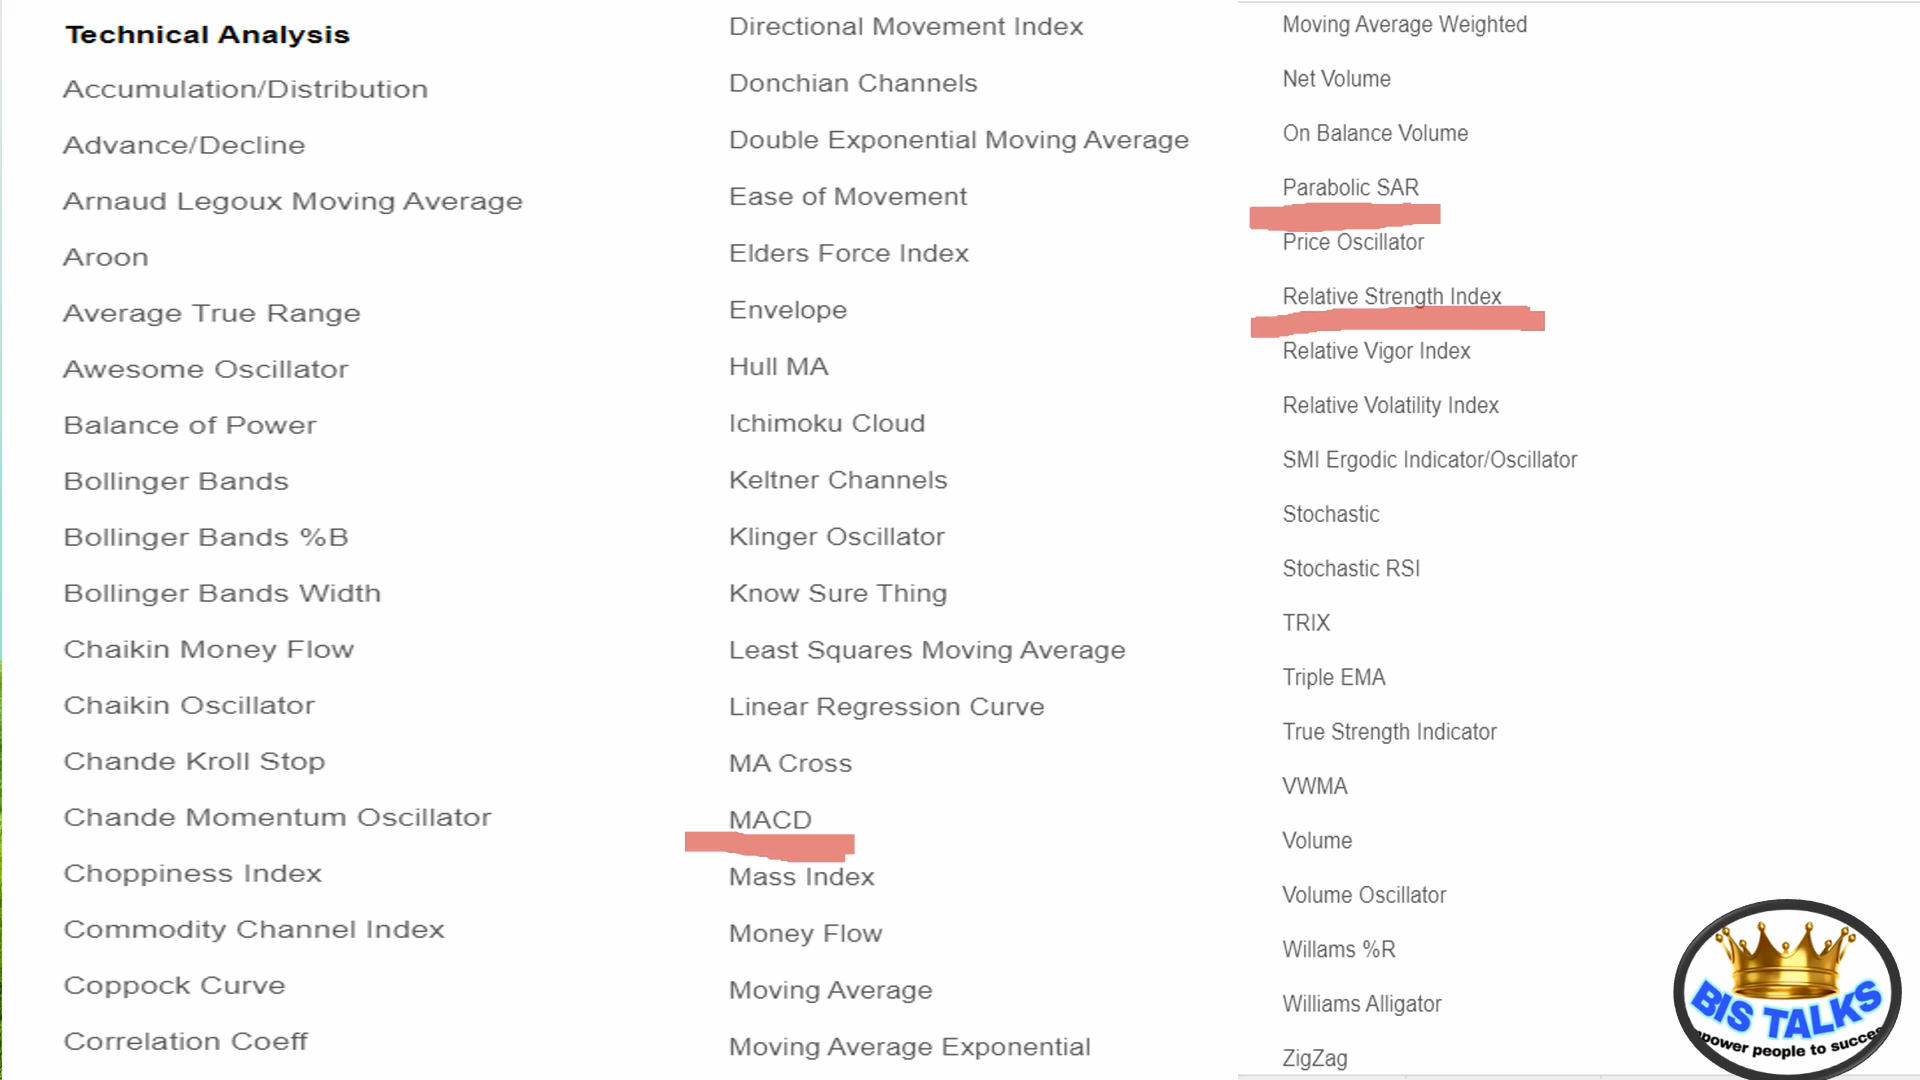 Technical Analysis
Accumulation/Distribution
Advance/Decline
Arnaud Legoux Moving Average
Aroon
Average True Range
Awesome Oscillator
Balance of Power
Bollinger Bands
Bollinger Bands %B
Bollinger Bands Width
Chaikin Money Flow
Chaikin Oscillator
Chande Kroll Stop
Chande Momentum Oscillator
Choppiness Index
Commodity Channel Index
Coppock Curve
Correlation Coeff
Directional Movement Index
Donchian Channels
Double Exponential Moving Average
Ease of Movement
Elders Force Index
Envelope
Hull MA
Ichimoku Cloud
Keltner Channels
Klinger Oscillator
Know Sure Thing
Least Squares Moving Average
Linear Regression Curve
MA Cross
MACD
Mass Index
Money Flow
Moving Average
Moving Average Exponential
Moving Average Weighted
Net Volume
On Balance Volume
Parabolic SAR
Price Oscillator
Relative Strength Index
Relative Vigor Index
Relative Volatility Index
SMI Ergodic Indicator/Oscillator
Stochastic
Stochastic RSI
TRIX
Triple EMA
True Strength Indicator
VWMA
Volume
Volume Oscillator
Willams %R
Williams Alligator
ZigZag
BIS TALKS
people to